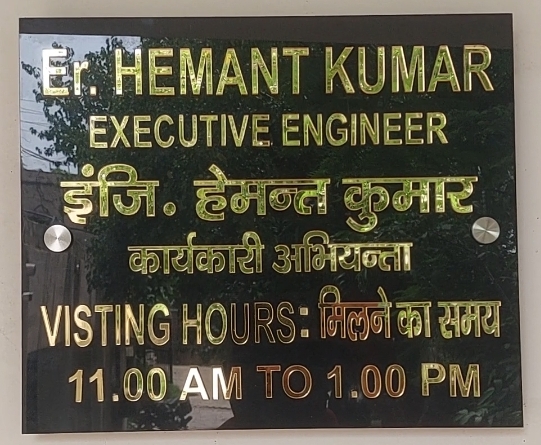 Er. HEMANT KUMAR
EXECUTIVE ENGINEER
इंजि. हेमन्त कुमार
कार्यकारी अभियन्ता
VISTING HOURS: मिलने का समय
11.00 AM TO 1.00 PM